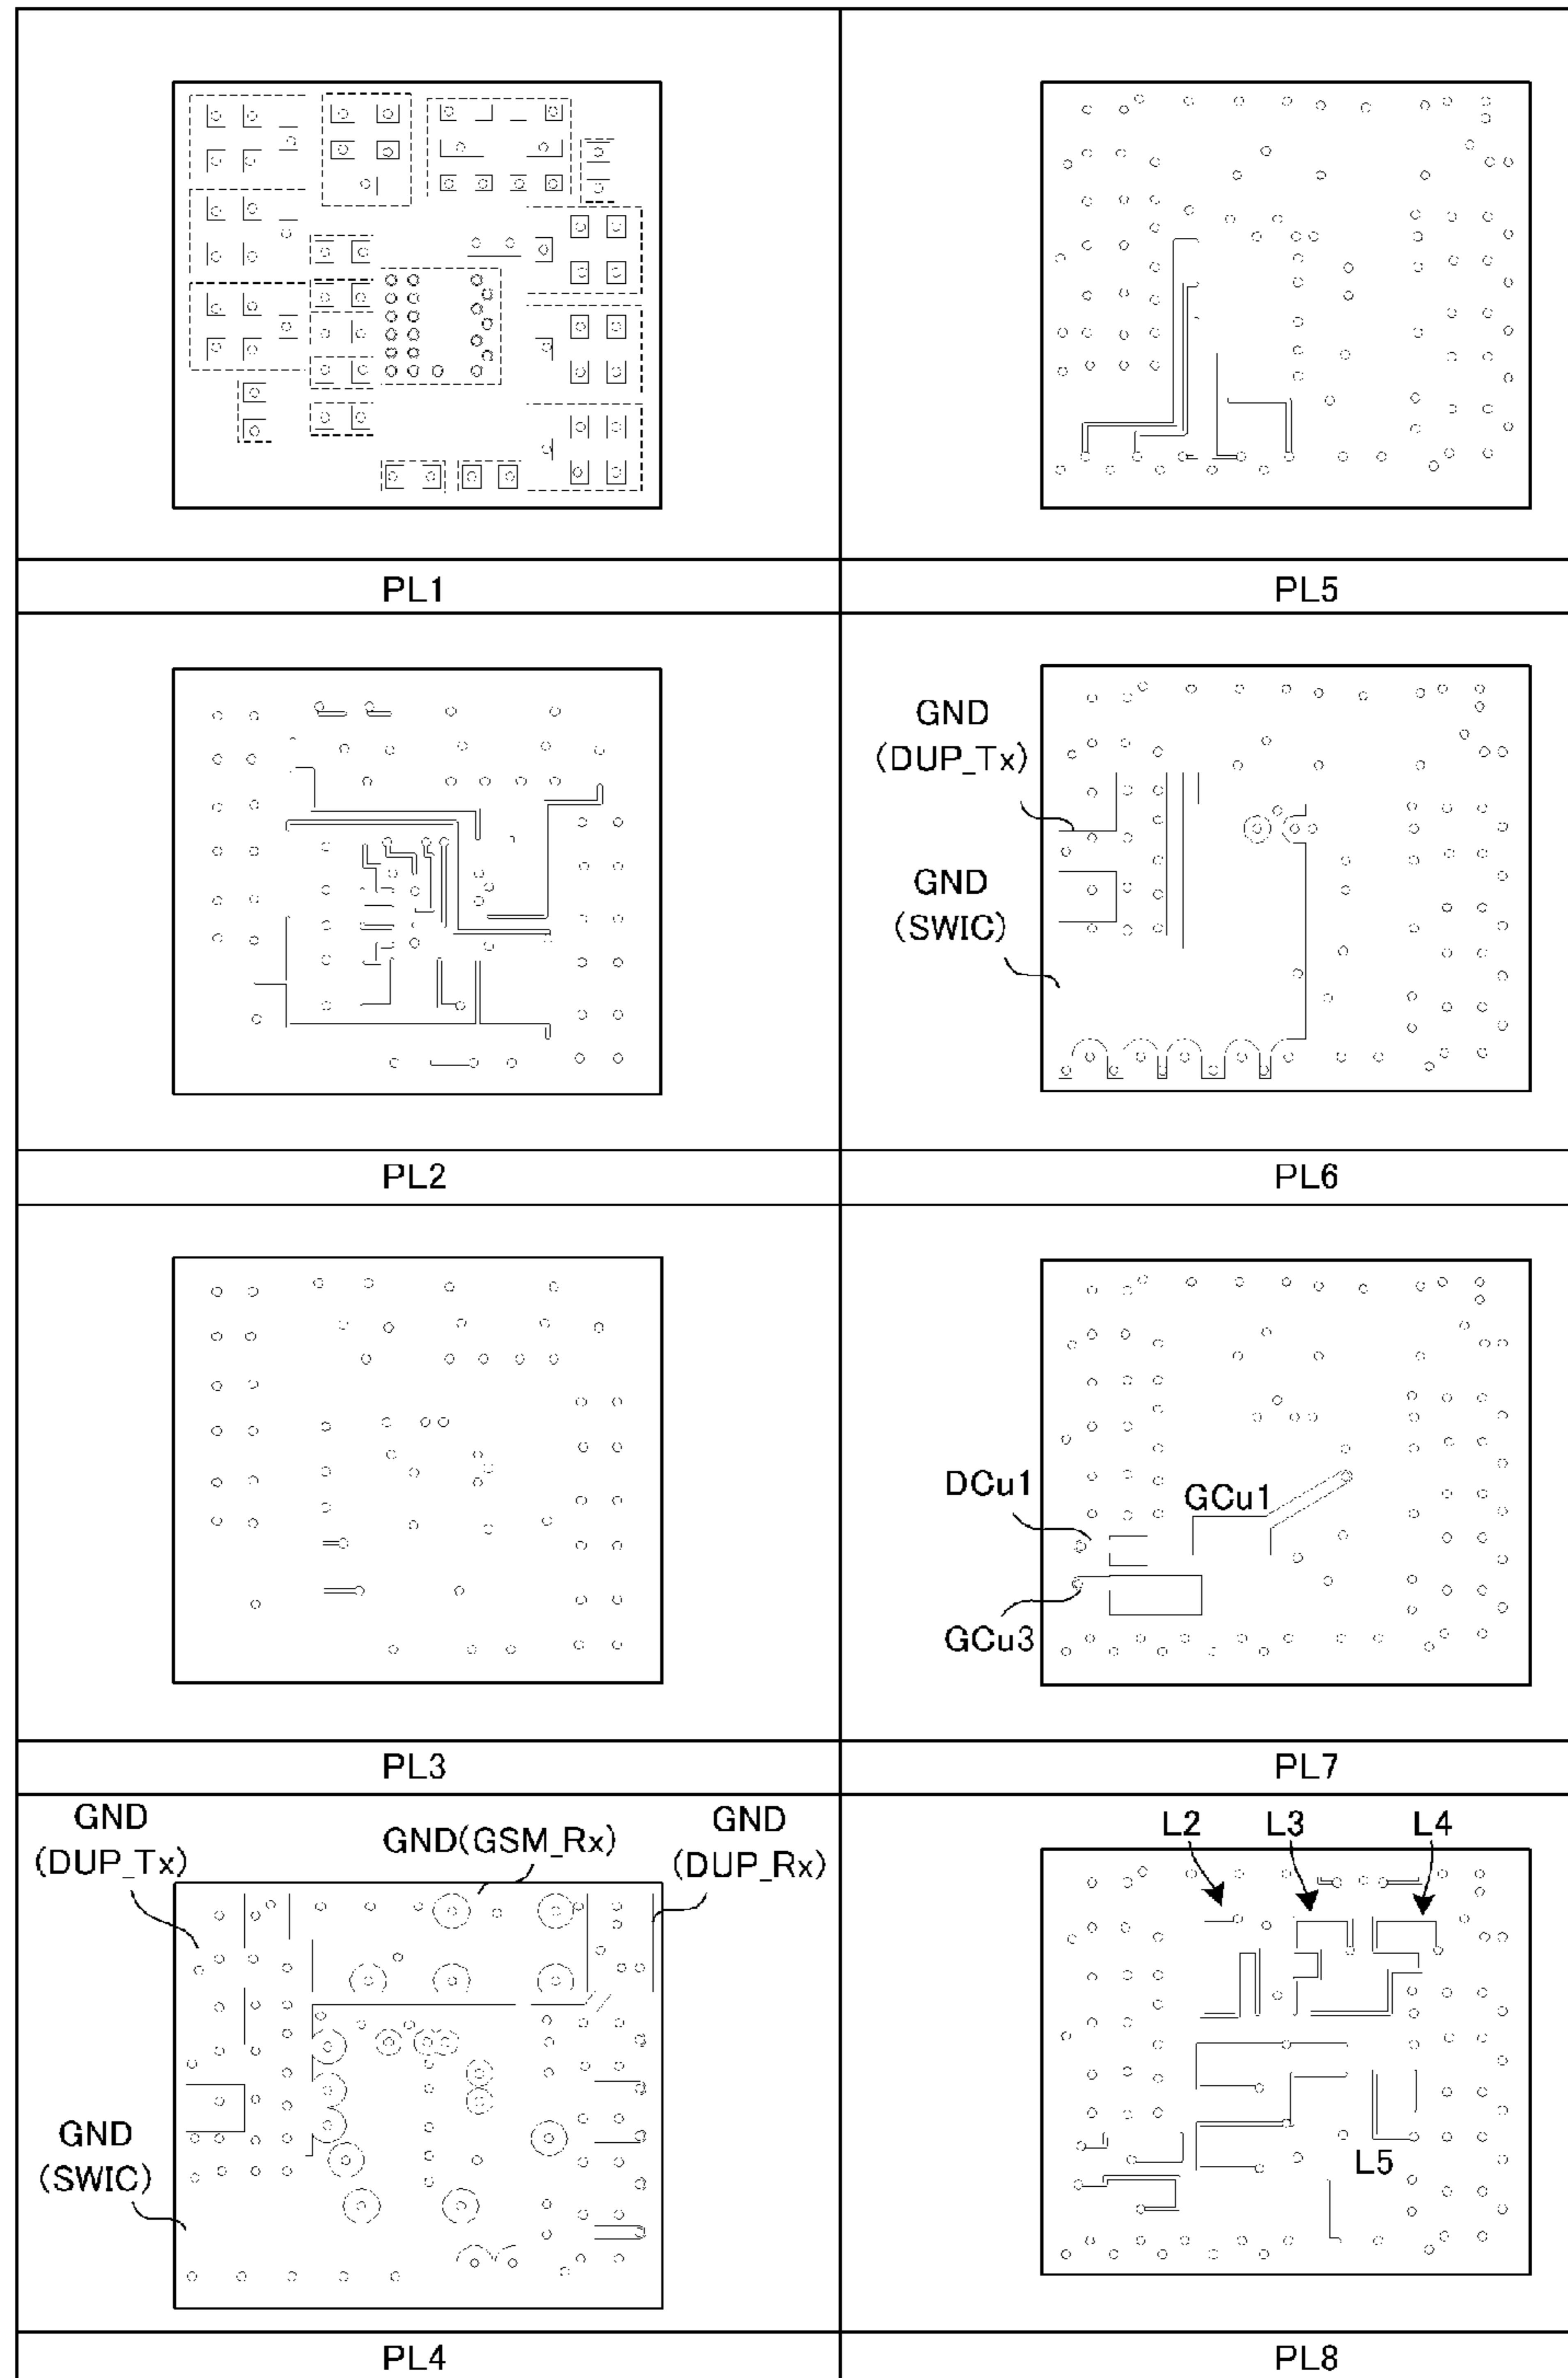 PL1
PL5
GND
(DUP_Tx)
GND
(SWIC)
PL2
PL6
DCu1
GCu1
GCu3
PL3
PL7
GND
(DUP_Tx)
GND(GSM_Rx)
GND
(DUP_Rx)
GND
(SWIC)
L2
L3
L4
L5
PL4
PL8